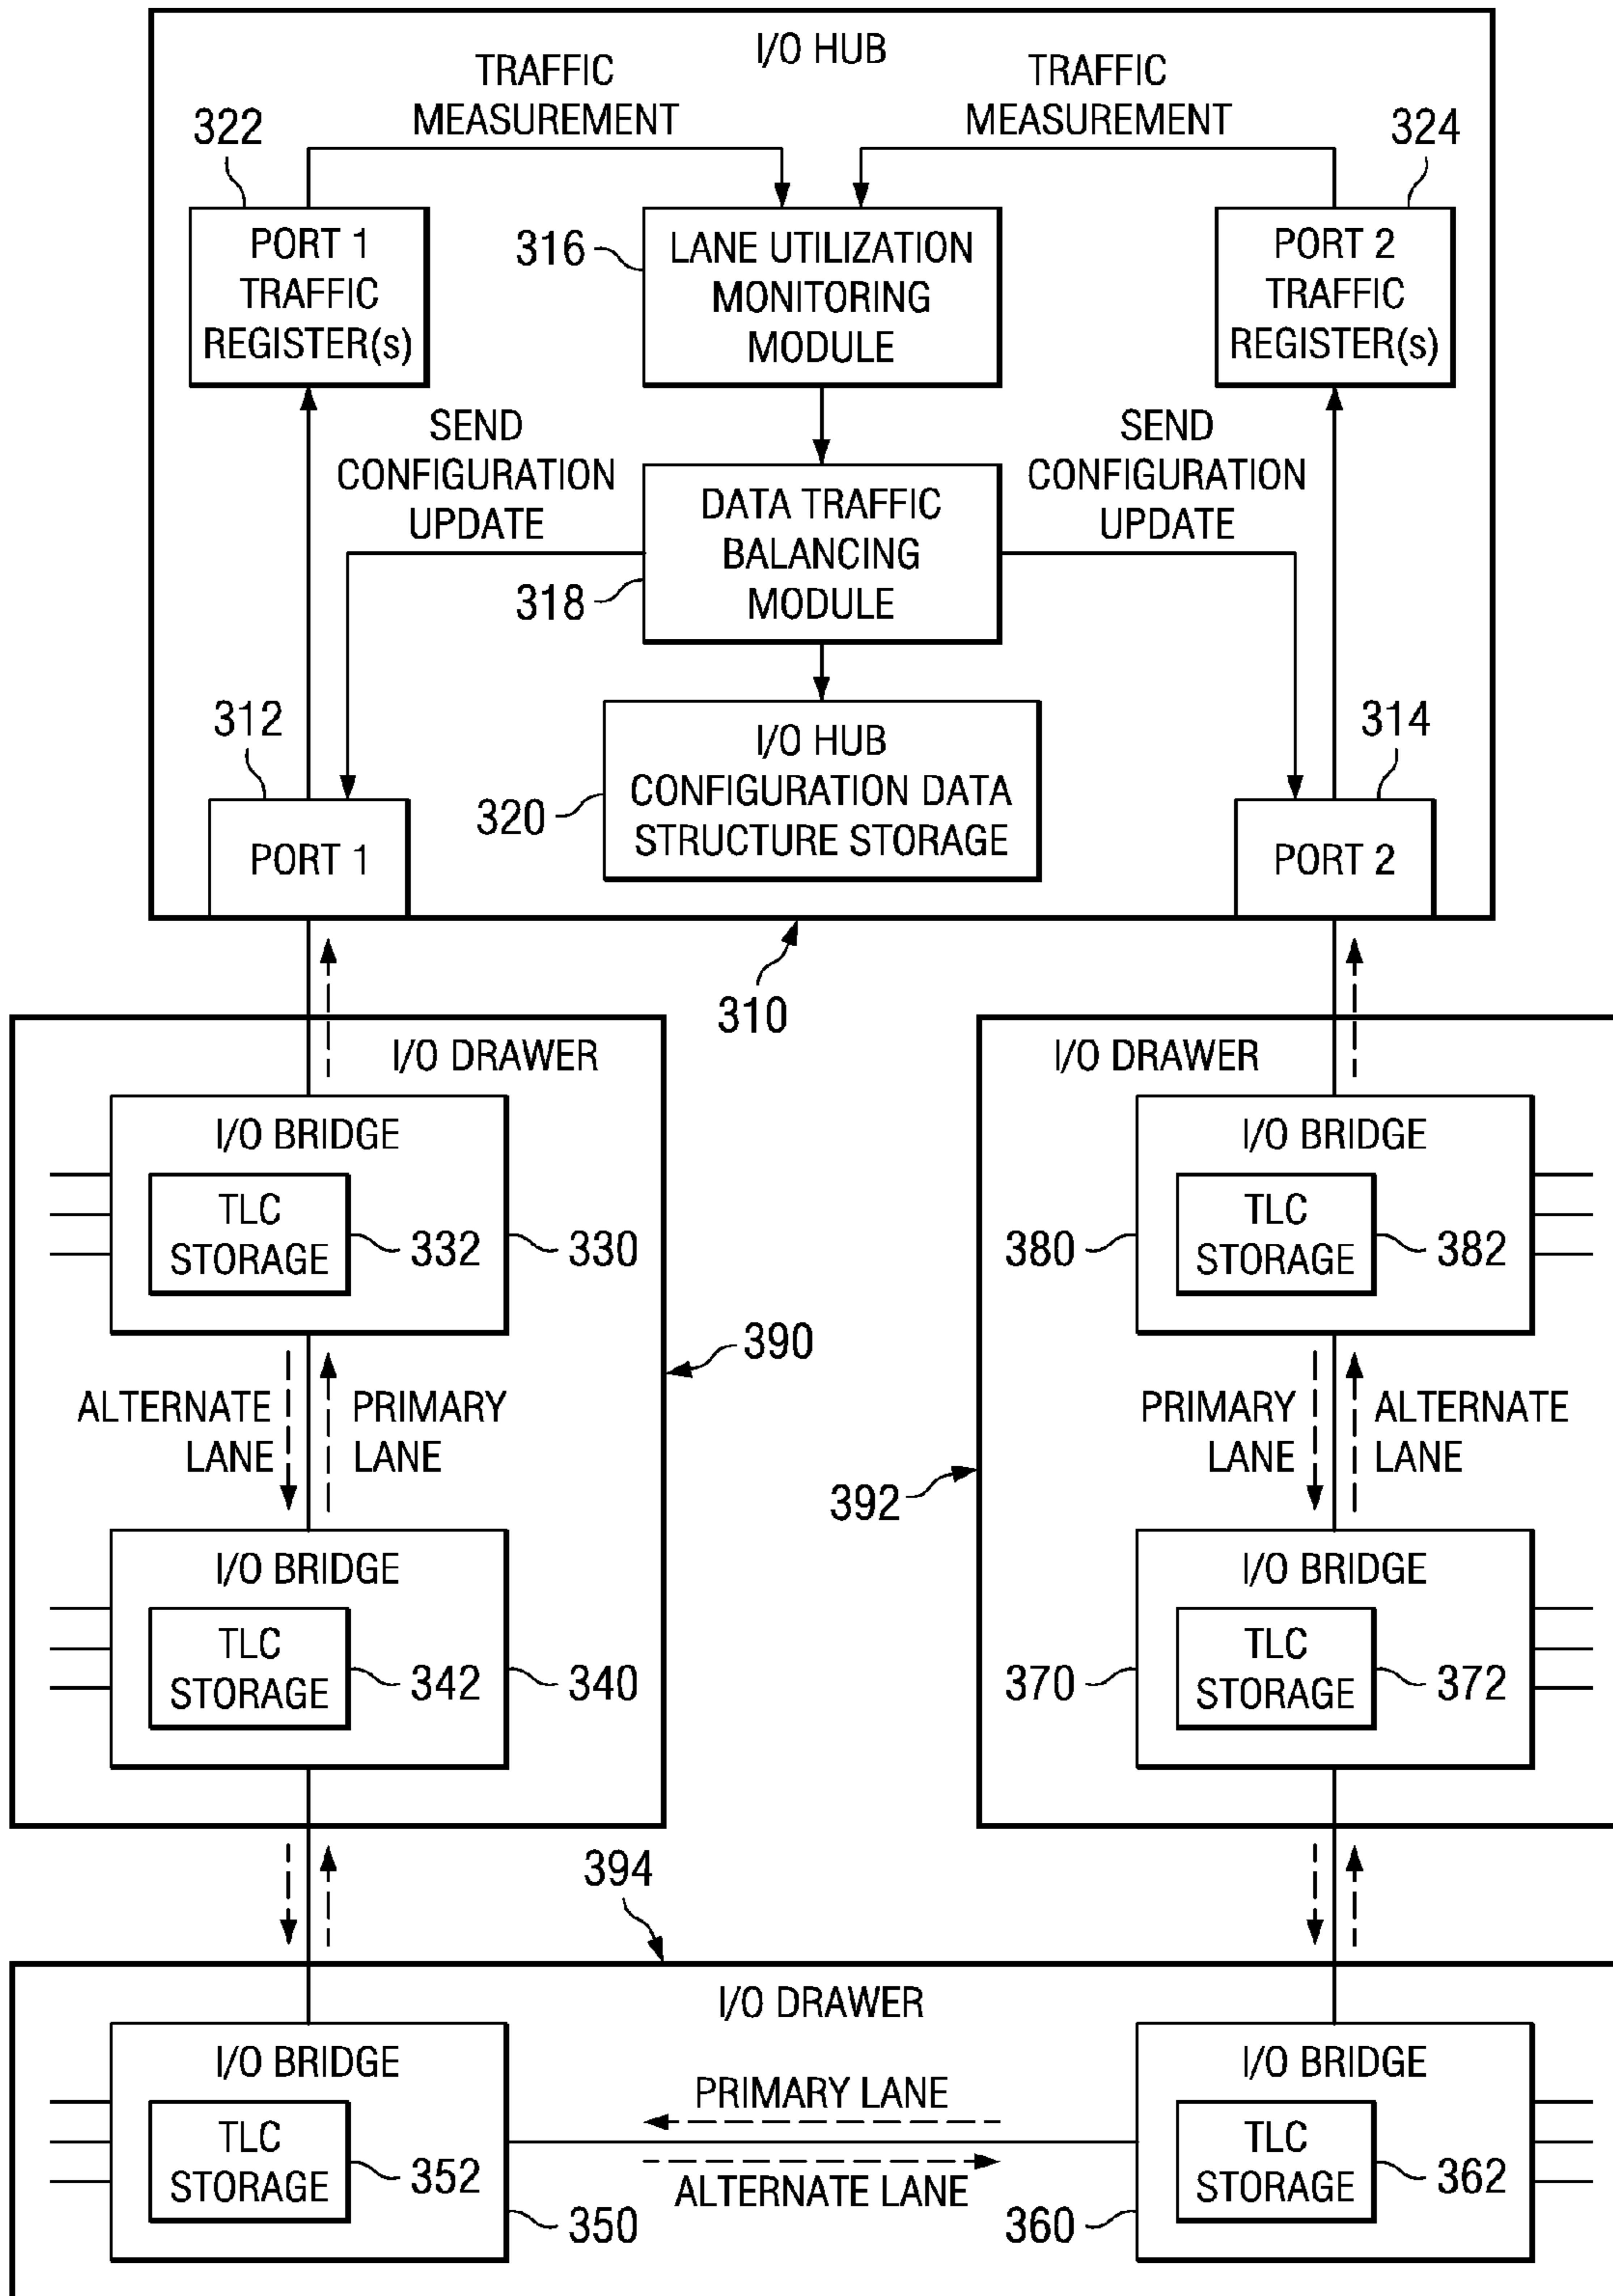 I/O HUB
TRAFFIC
MEASUREMENT
TRAFFIC
MEASUREMENT
322
324
PORT 1
TRAFFIC
REGISTER(s)
316
LANE UTILIZATION
MONITORING
MODULE
PORT 2
TRAFFIC
REGISTER(s)
SEND
CONFIGURATION
UPDATE
SEND
CONFIGURATION
UPDATE
DATA TRAFFIC
BALANCING
MODULE
318
312
314
I/O HUB
CONFIGURATION DATA
STRUCTURE STORAGE
320
PORT 1
PORT 2
310
I/O DRAWER
I/O BRIDGE
TLC
STORAGE
332
330
390
ALTERNATE
LANE
PRIMARY
LANE
I/O BRIDGE
TLC
STORAGE
342
340
I/O DRAWER
I/O BRIDGE
TLC
STORAGE
380
382
PRIMARY
LANE
ALTERNATE
LANE
392
I/O BRIDGE
TLC
STORAGE
370
372
394
I/O DRAWER
I/O BRIDGE
TLC
STORAGE
352
350
PRIMARY LANE
ALTERNATE LANE
I/O BRIDGE
TLC
STORAGE
362
360